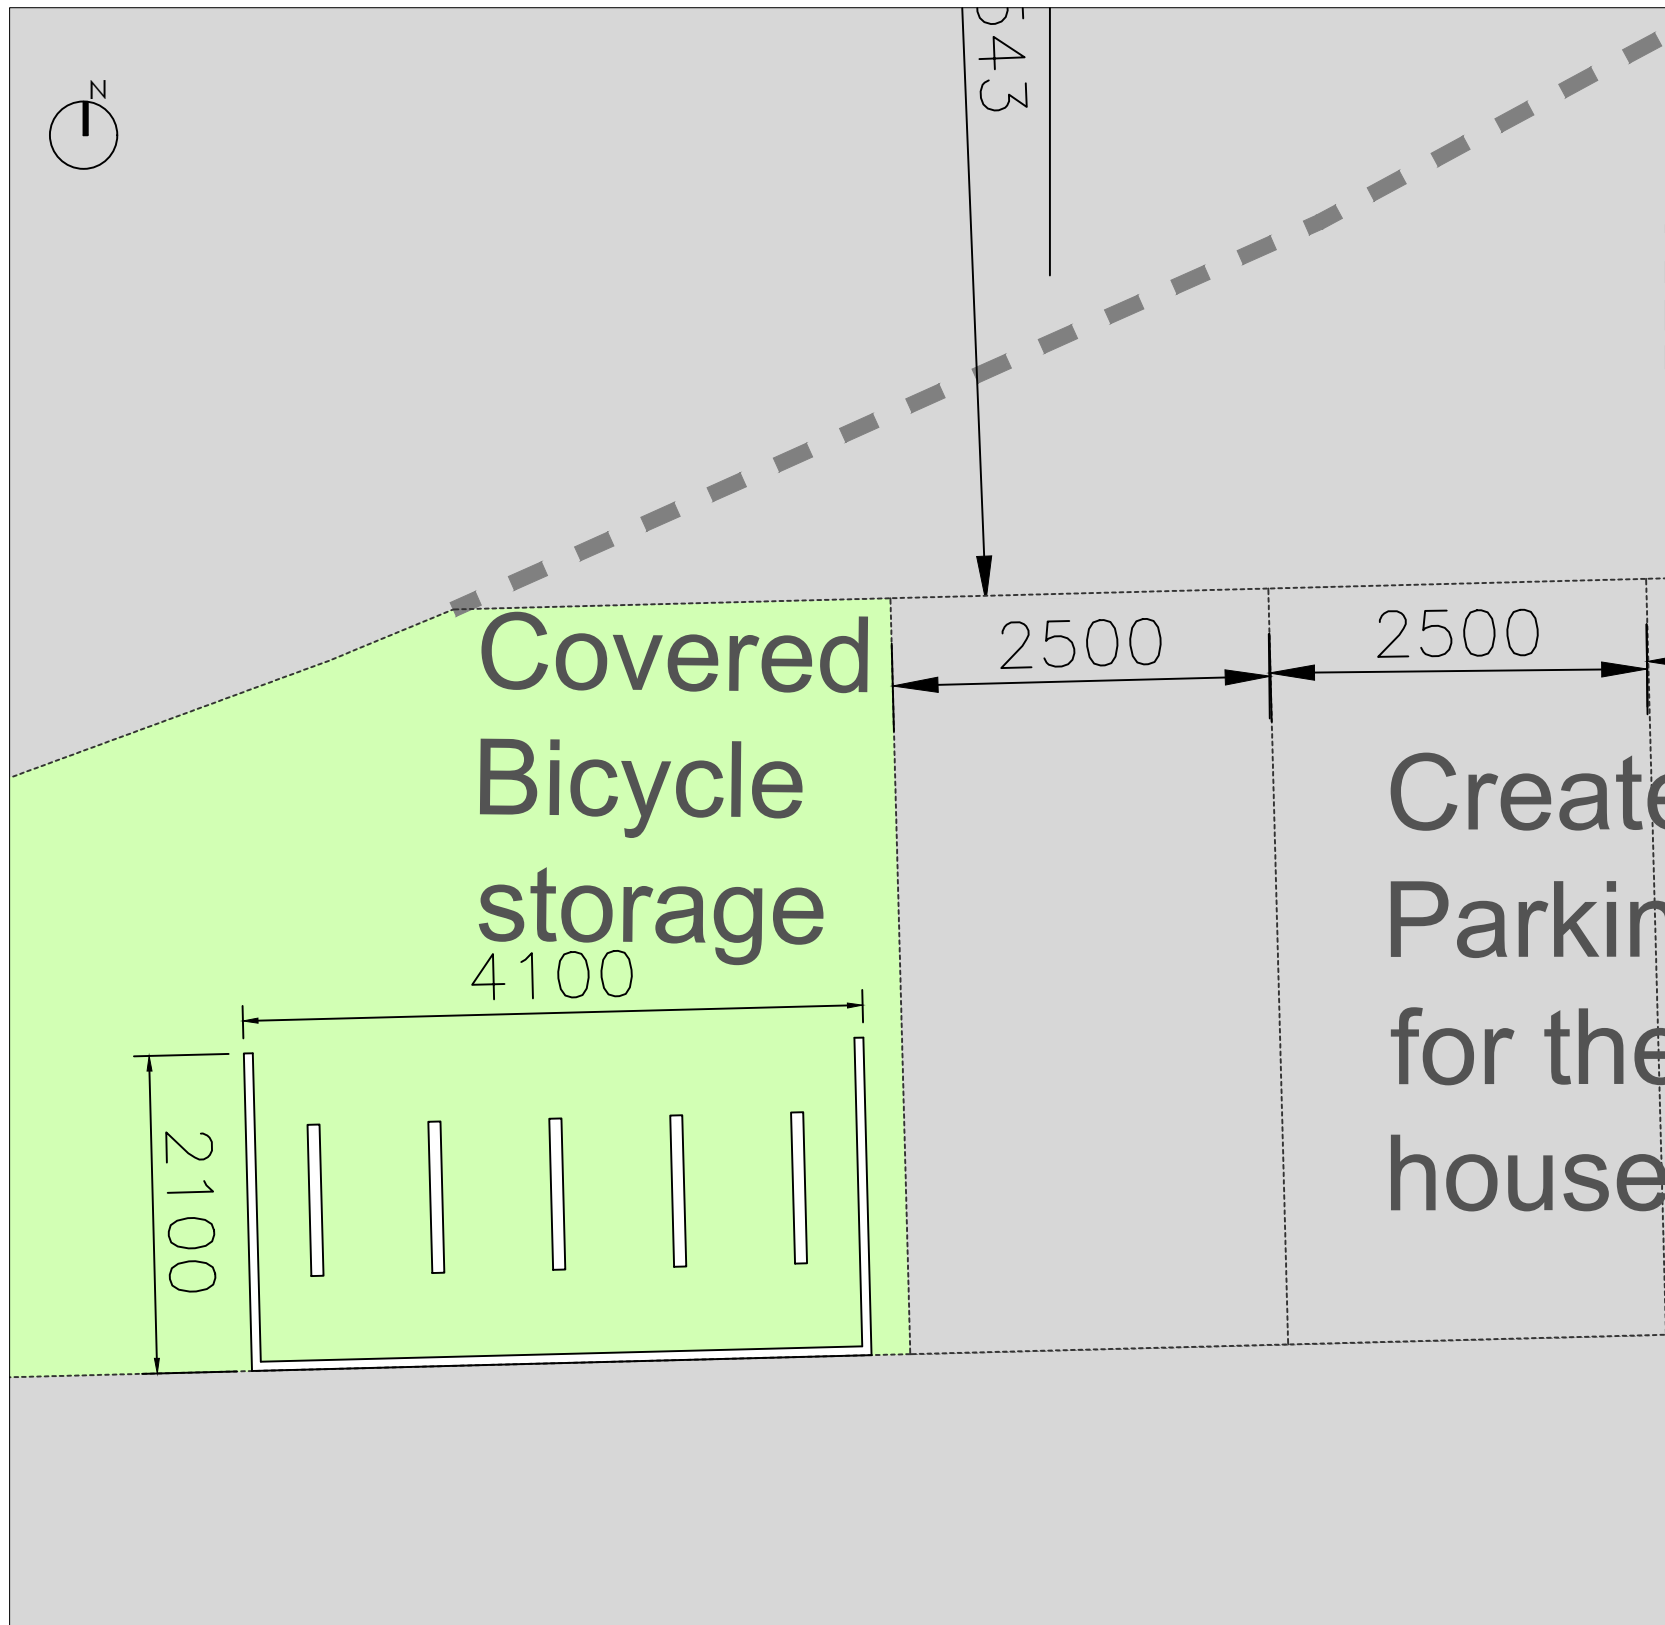 543
N
2500
2500
Covered
Bicycle
storage
Create
Parkin
for the
house
4100
2100